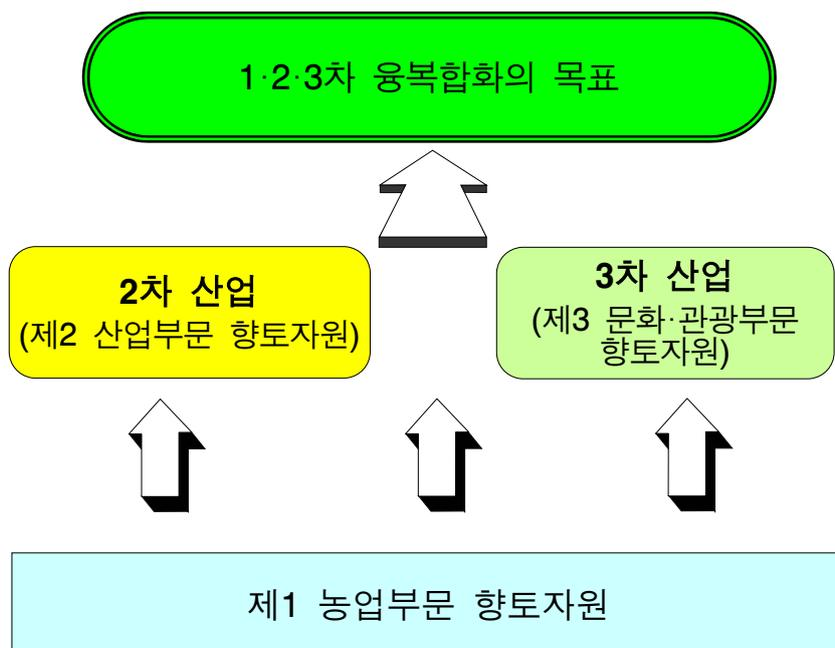 1·2·3차 융복합화의 목표
2차 산업
(제2 산업부문 향토자원)
3차 산업
(제3 문화·관광부문
향토자원)
제1 농업부문 향토자원